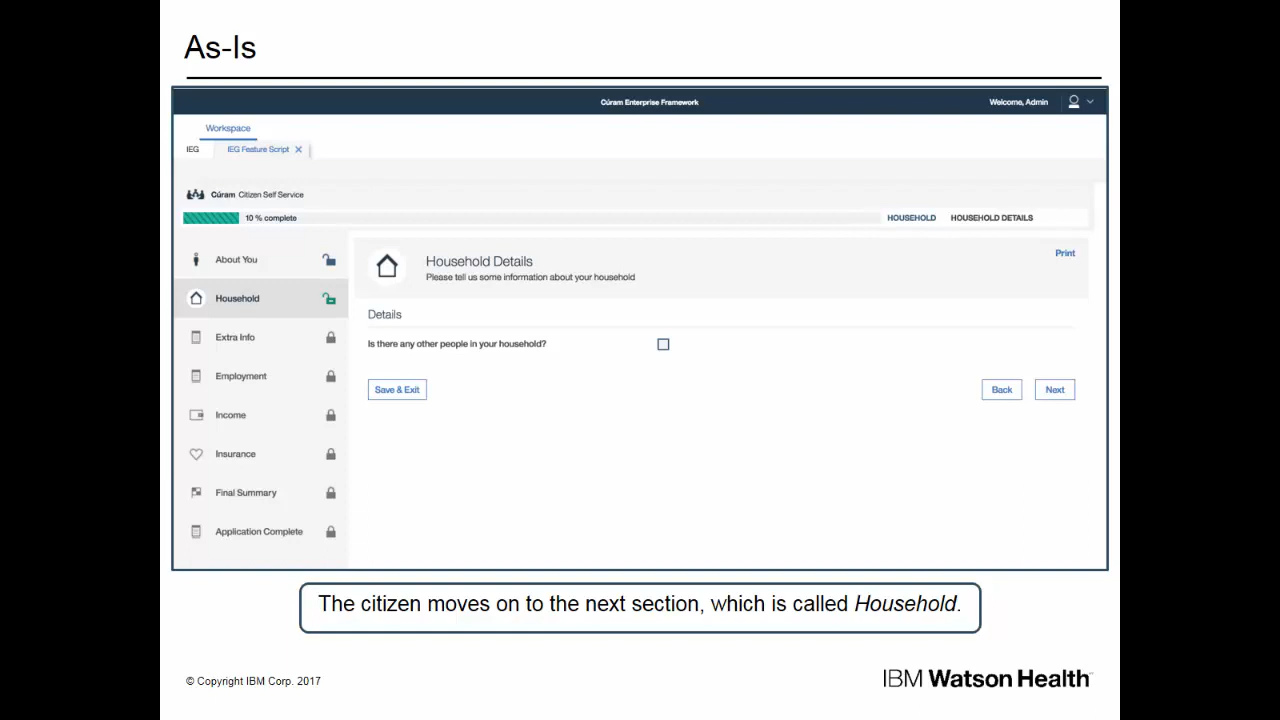 As-Is
Cúram Enterprise Framework
Welcome, Admin
Workspace
IEG
IEG Feature Script
Cúram Citizen Self Service
10 % complete
HOUSEHOLD
HOUSEHOLD DETAILS
About You
Household
Extra Info
Employment
Income
Insurance
Final Summary
Application Complete
Household Details
Print
Please tell us some information about your household
Details
Is there any other people in your household?
Save & Exit
Back
Next
The citizen moves on to the next section, which is called Household.
© Copyright IBM Corp. 2017
IBM Watson Health